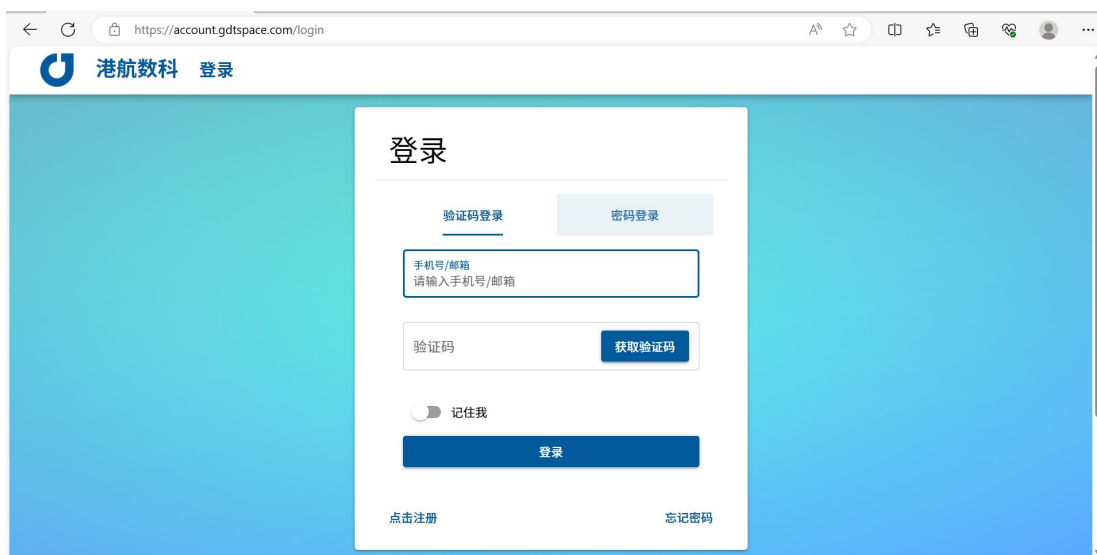 https://account.gdtspace.com/login
港航数科 登录
登录
验证码登录 密码登录
手机号/邮箱
请输入手机号/邮箱
验证码 获取验证码
记住我
登录
点击注册 忘记密码